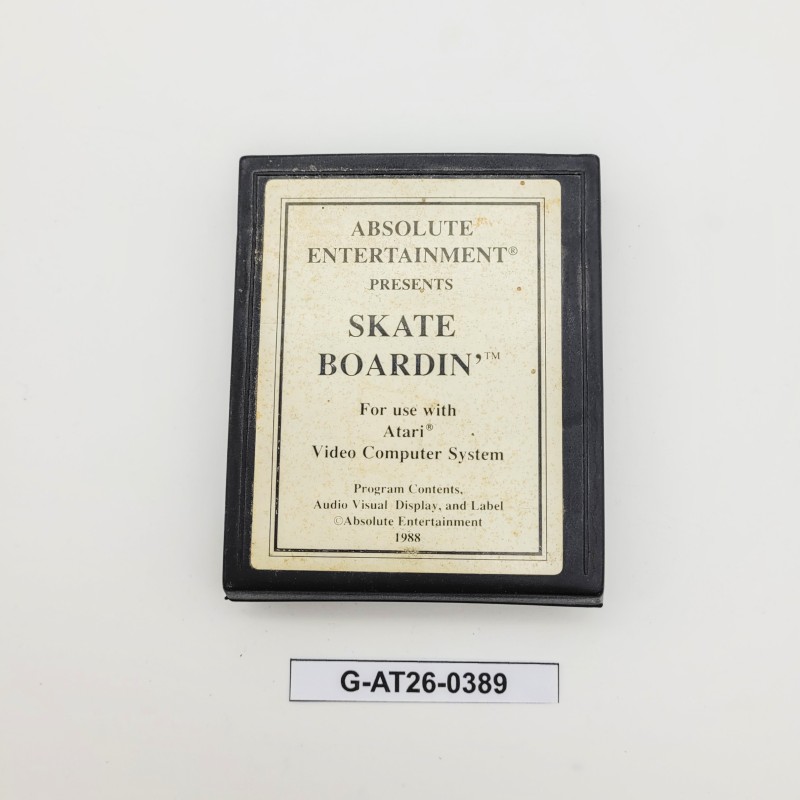 ABSOLUTE
ENTERTAINMENT®
PRESENTS
SKATE
BOARDIN'™
For use with
Atari®
Video Computer System
Program Contents,
Audio Visual Display, and Label
©Absolute Entertainment
1988
G-AT26-0389